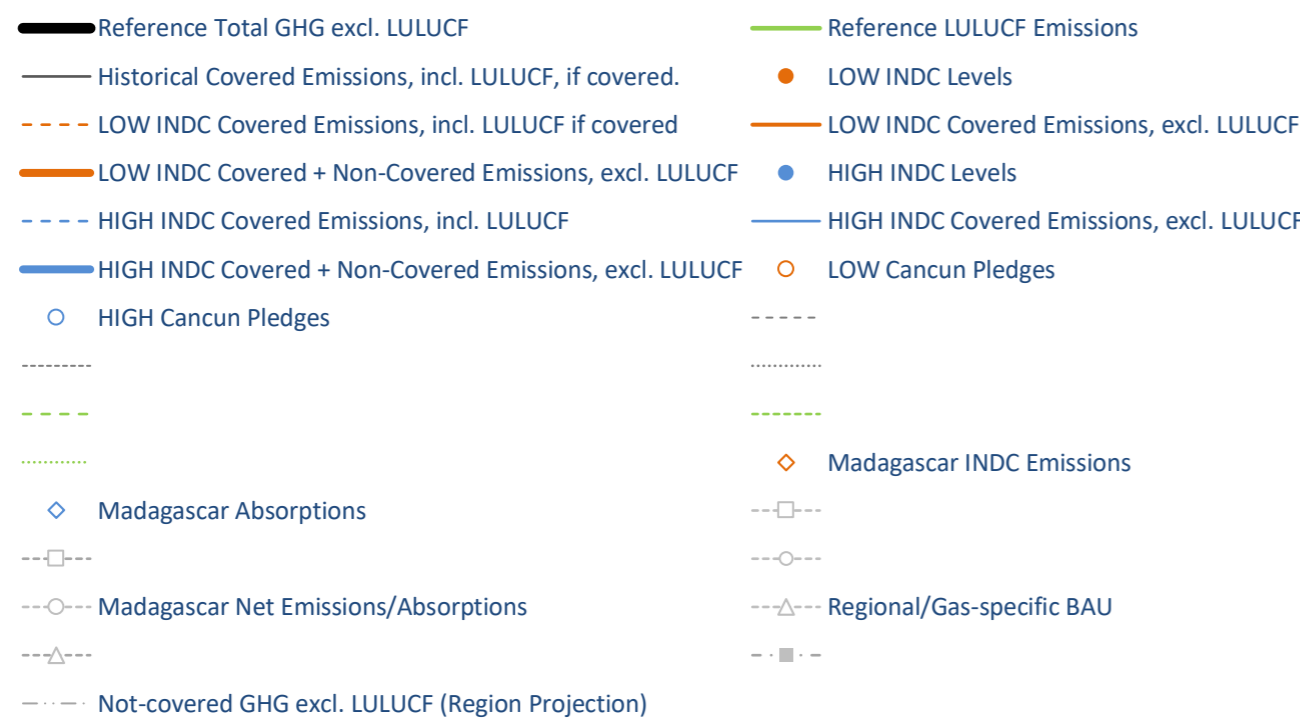 Reference Total GHG excl. LULUCF
Reference LULUCF Emissions
Historical Covered Emissions, incl. LULUCF, if covered.
LOW INDC Levels
LOW INDC Covered Emissions, incl. LULUCF if covered
LOW INDC Covered Emissions, excl. LULUCF
LOW INDC Covered + Non-Covered Emissions, excl. LULUCF
HIGH INDC Levels
HIGH INDC Covered Emissions, incl. LULUCF
HIGH INDC Covered Emissions, excl. LULUCF
HIGH INDC Covered + Non-Covered Emissions, excl. LULUCF
LOW Cancun Pledges
HIGH Cancun Pledges
Madagascar INDC Emissions
Madagascar Absorptions
Madagascar Net Emissions/Absorptions
Regional/Gas-specific BAU
Not-covered GHG excl. LULUCF (Region Projection)